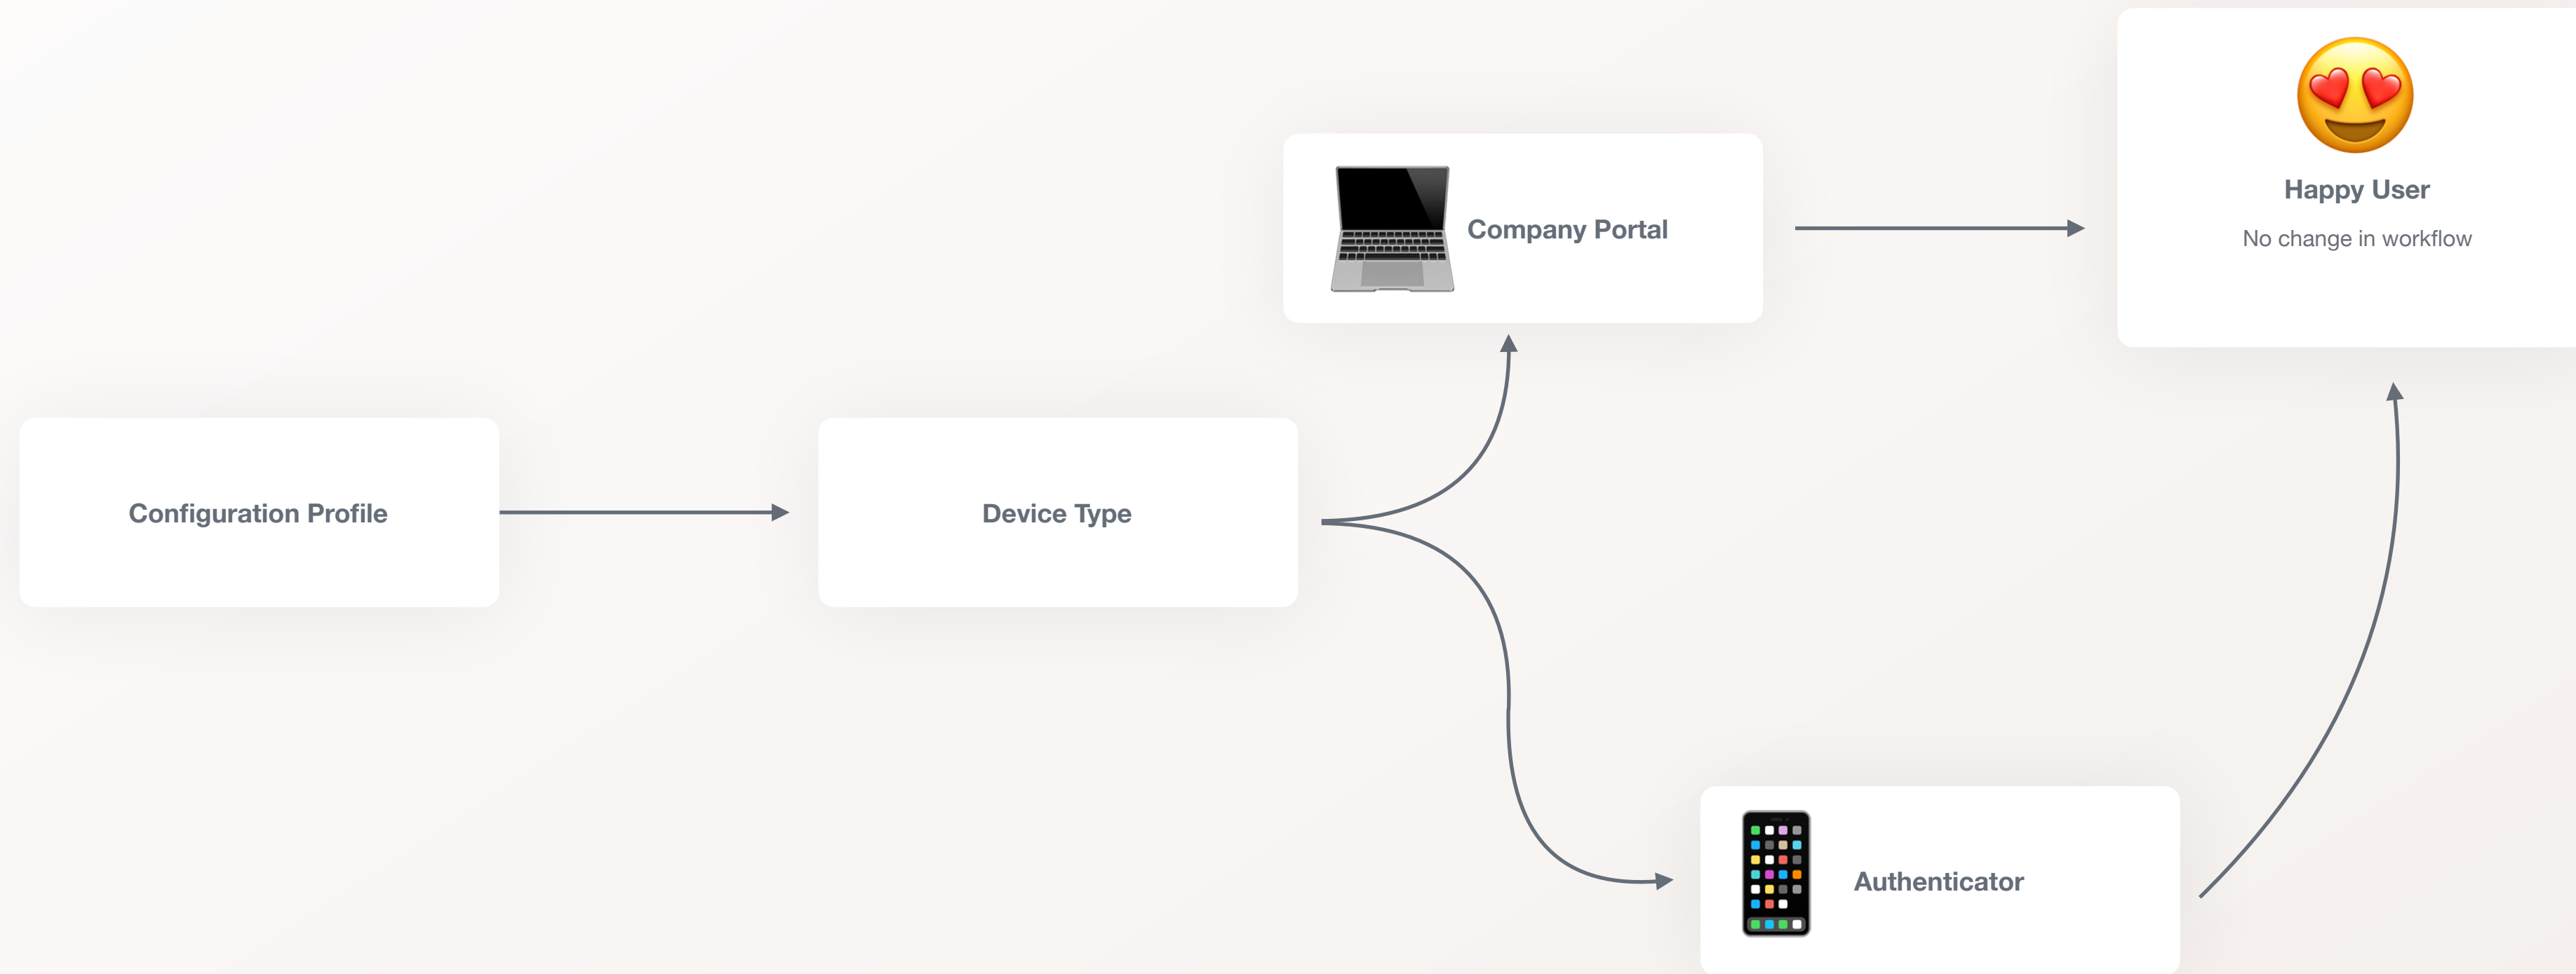 Configuration Profile
Device Type
Company Portal
Happy User
No change in workflow
Authenticator